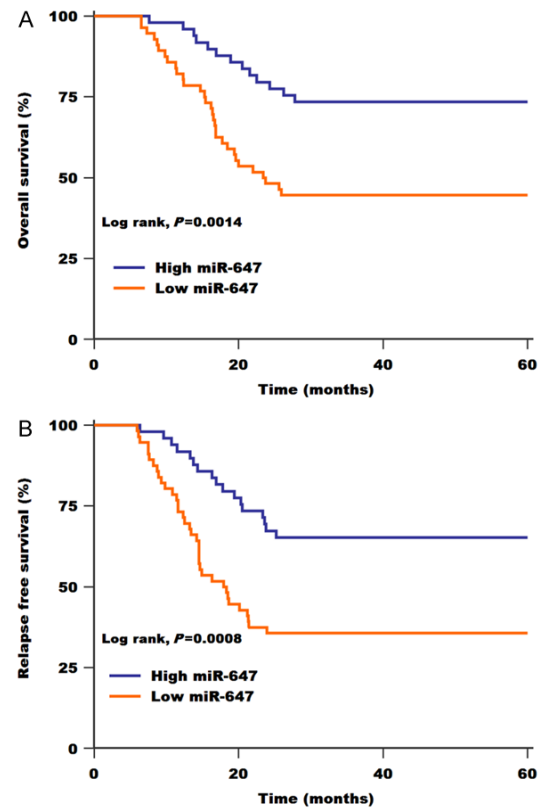 A
Overall survival (%)
100
75
50
25
0
Log rank, P=0.0014
High miR-647
Low miR-647
0 20 40 60
Time (months)
B
Relapse free survival (%)
100
75
50
25
0
Log rank, P=0.0008
High miR-647
Low miR-647
0 20 40 60
Time (months)